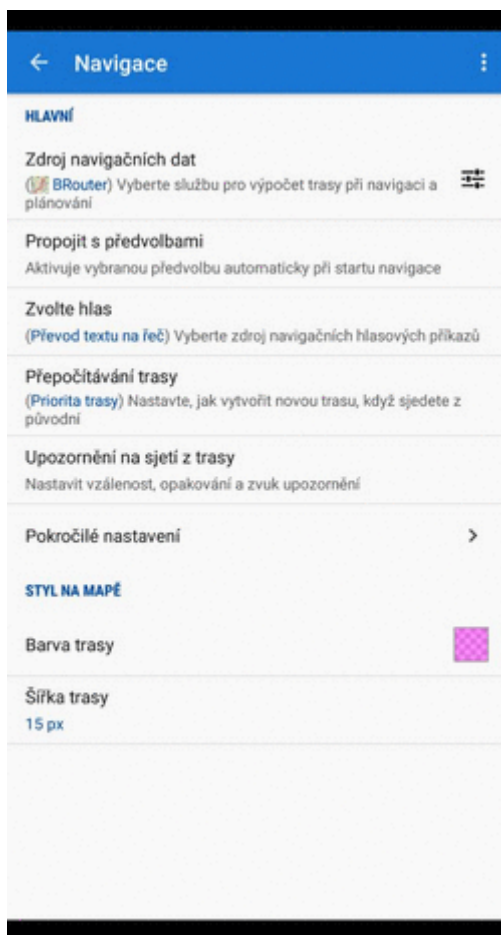 Navigace
HLAVNÍ
Zdroj navigačních dat
(BRouter) Vyberte službu pro výpočet trasy při navigaci a
plánování
Propojit s předvolbami
Aktivuje vybranou předvolbu automaticky při startu navigace
Zvolte hlas
(Převod textu na řeč) Vyberte zdroj navigačních hlasových příkazů
Přepočítávání trasy
(Priorita trasy) Nastavte, jak vytvořit novou trasu, když sjedete z
původní
Upozornění na sjetí z trasy
Nastavit vzálenost, opakování a zvuk upozornění
Pokročilé nastavení
STYL NA MAPĚ
Barva trasy
Šířka trasy
15 px